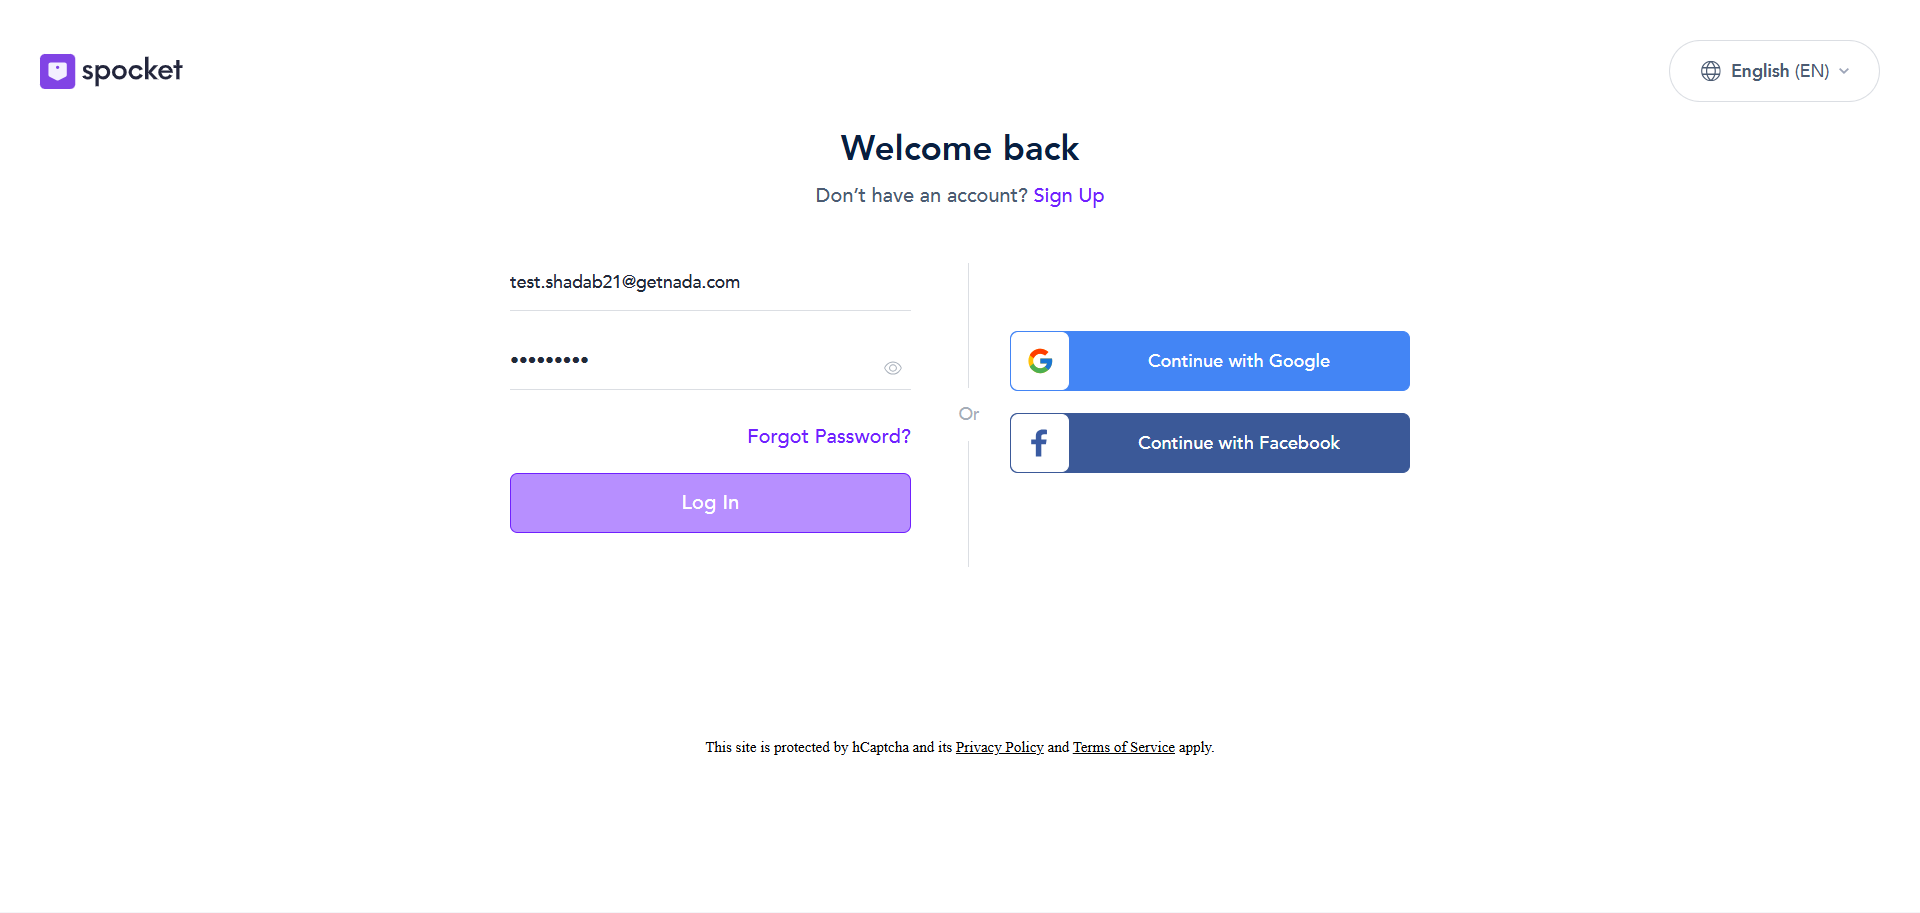 spocket
English (EN)
Welcome back
Don’t have an account? Sign Up
test.shadab21@getnada.com
•••••••••
Forgot Password?
Log In
Or
Continue with Google
Continue with Facebook
This site is protected by hCaptcha and its Privacy Policy and Terms of Service apply.